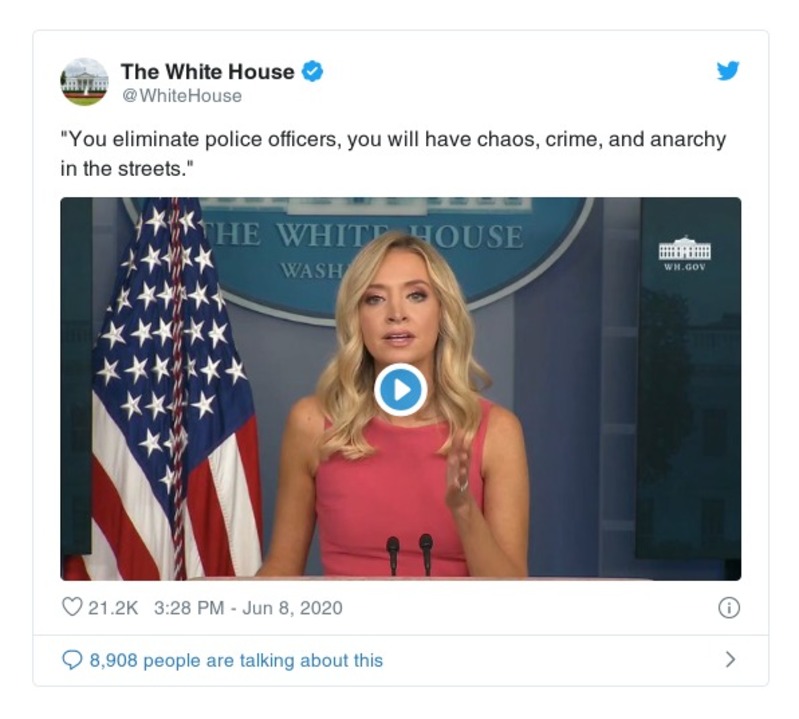 The White House
@WhiteHouse
"You eliminate police officers, you will have chaos, crime, and anarchy
in the streets."
THE WHITE HOUSE
WASH
WH.GOV
21.2K 3:28 PM - Jun 8, 2020
8,908 people are talking about this